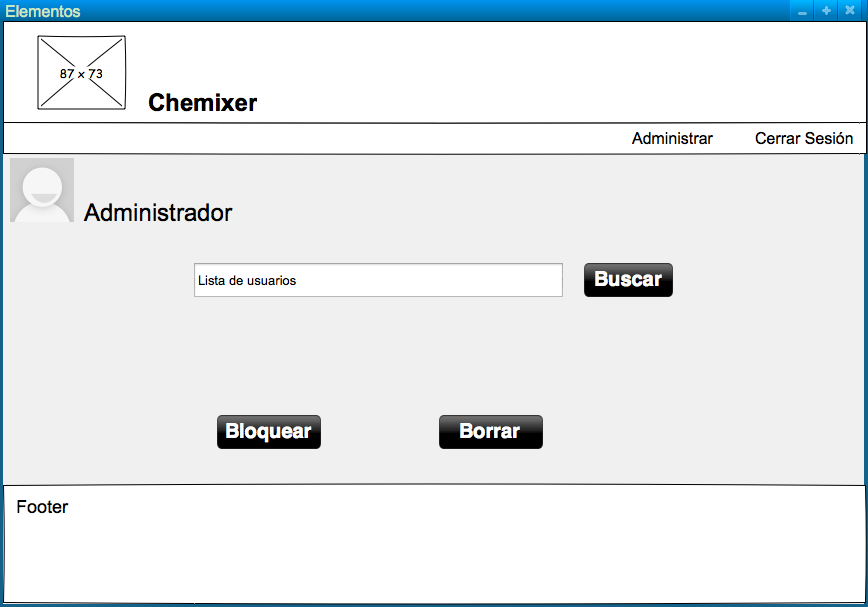 Elementos
87 x 73
Chemixer
Administrar
Cerrar Sesión
Administrador
Lista de usuarios
Buscar
Bloquear
Borrar
Footer